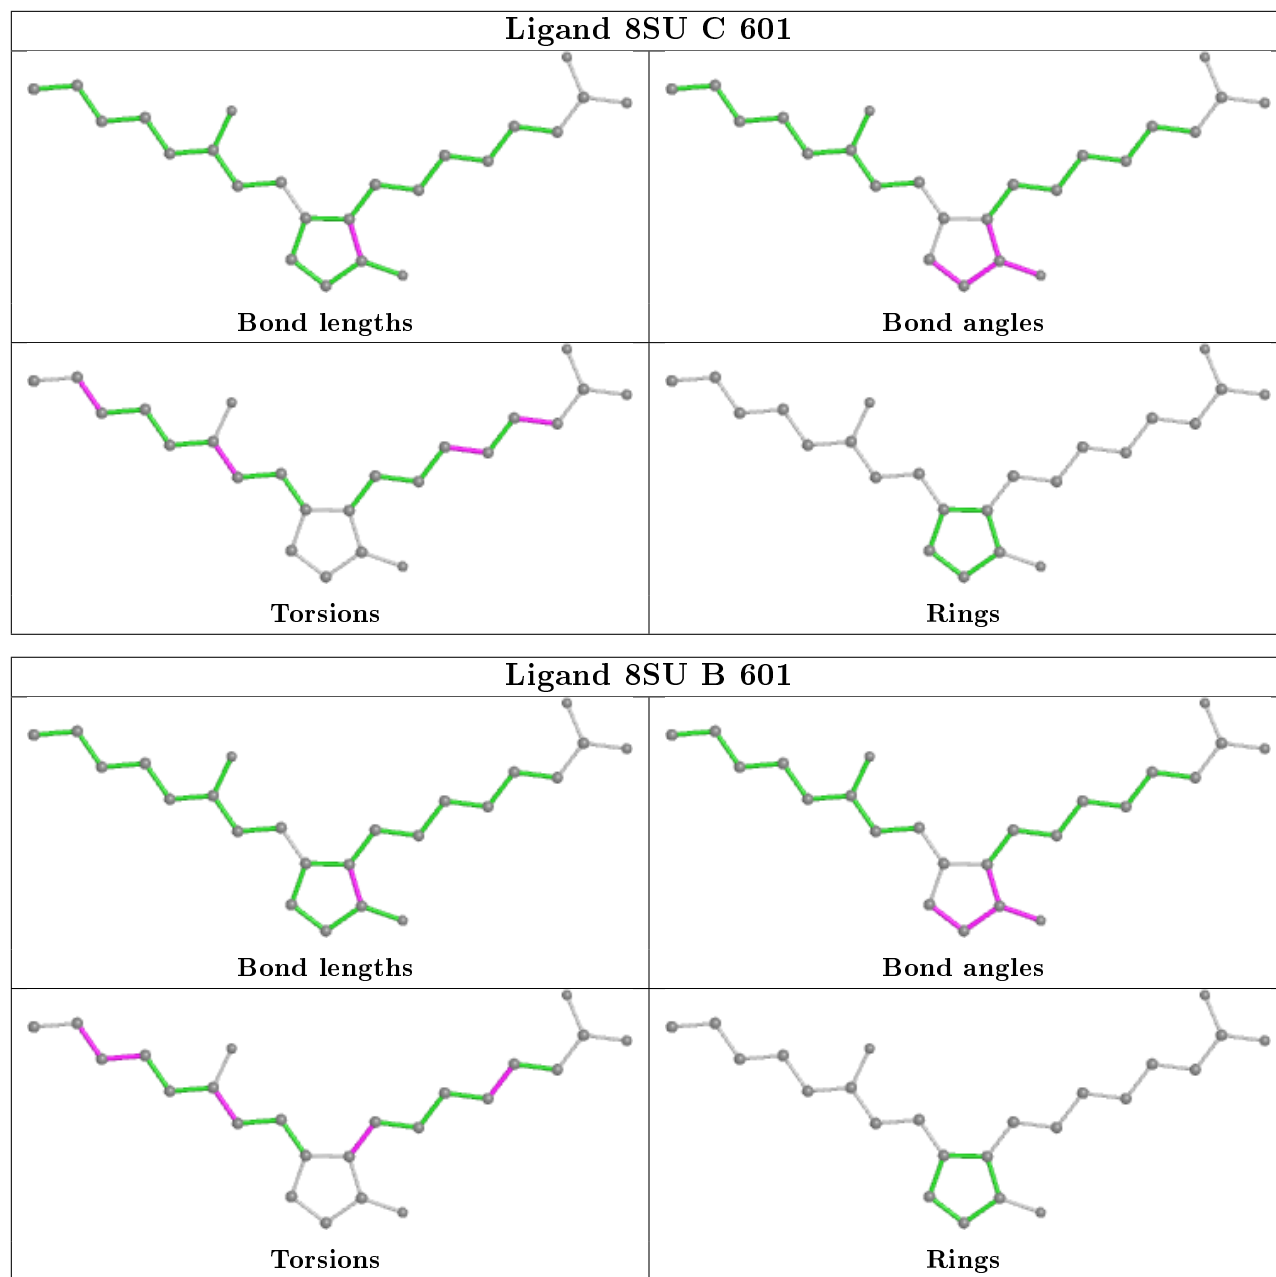 Ligand 8SU C 601
Bond lengths
Bond angles
Torsions
Rings
Ligand 8SU B 601
Bond lengths
Bond angles
Torsions
Rings